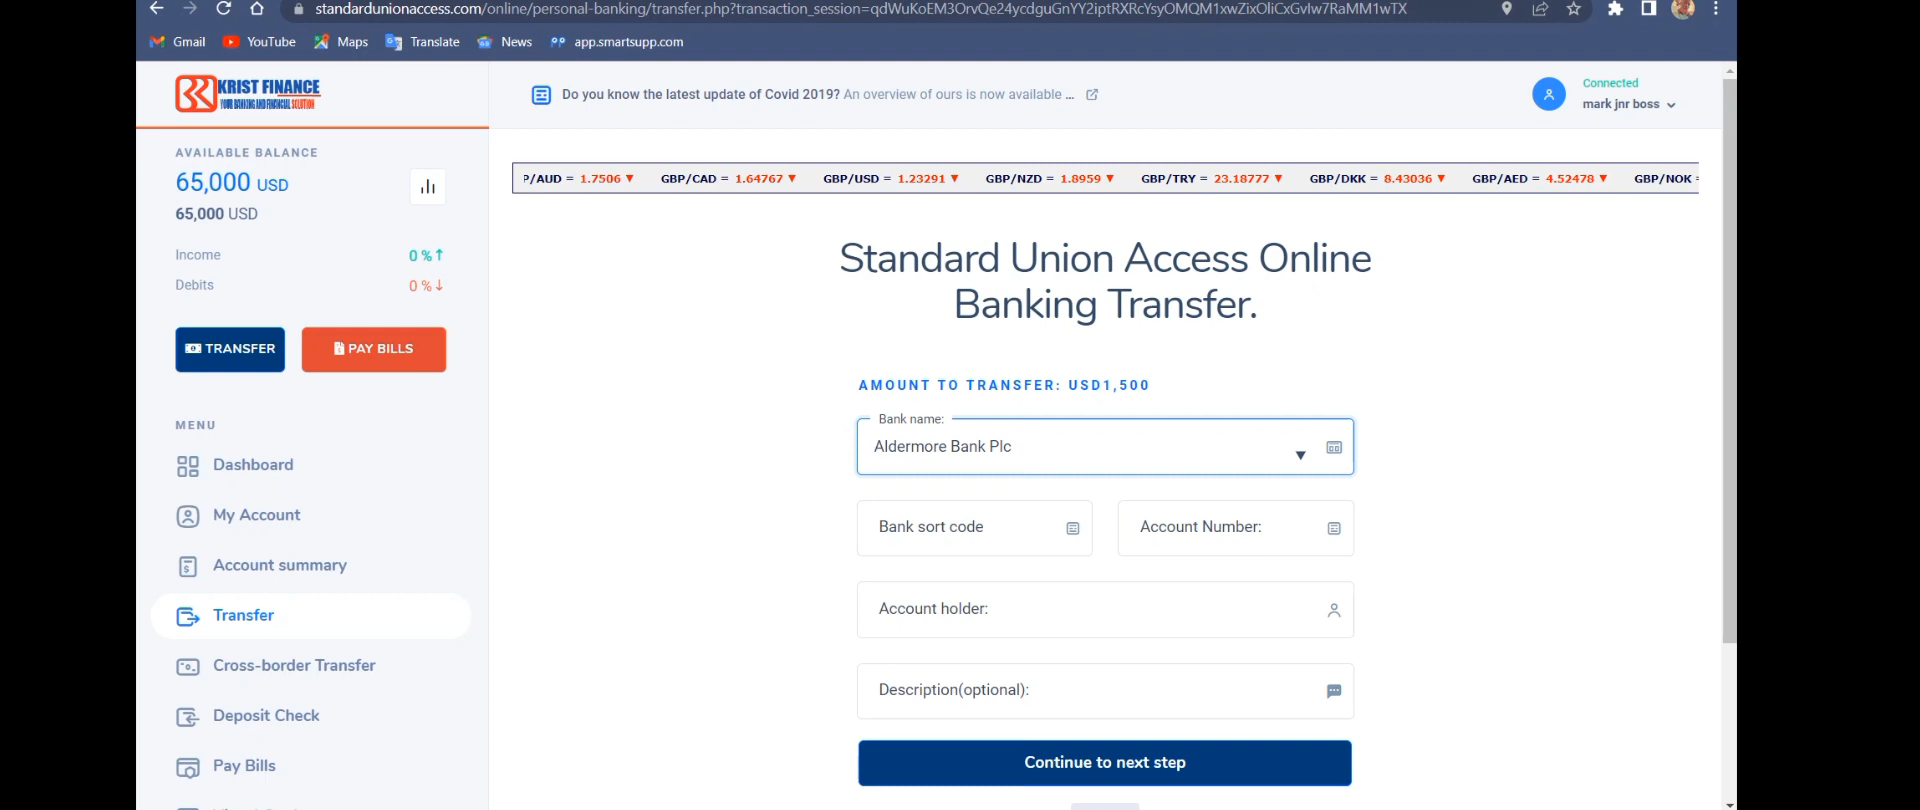 standardunionaccess.com/online/personal-banking/transfer.php?transaction_session=qdWuKoEM3OrvQe24ycdguGnYY2iptRXRcYsyOMQM1xwZixOliCxGvlw7RaMM1wTX
Gmail YouTube Maps Translate News app.smartsupp.com
KRIST FINANCE
YOUR BANKING AND FINANCIAL SOLUTION
Do you know the latest update of Covid 2019? An overview of ours is now available ...
Connected
mark jnr boss
AVAILABLE BALANCE
65,000 USD
65,000 USD
Income 0 %
Debits 0 %
TRANSFER PAY BILLS
MENU
Dashboard
My Account
Account summary
Transfer
Cross-border Transfer
Deposit Check
Pay Bills
P/AUD = 1.7506 ▼ GBP/CAD = 1.64767 ▼ GBP/USD = 1.23291 ▼ GBP/NZD = 1.8959 ▼ GBP/TRY = 23.18777 ▼ GBP/DKK = 8.43036 ▼ GBP/AED = 4.52478 ▼ GBP/NOK =
Standard Union Access Online
Banking Transfer.
AMOUNT TO TRANSFER: USD1,500
Bank name:
Aldermore Bank Plc
Bank sort code Account Number:
Account holder:
Description(optional):
Continue to next step